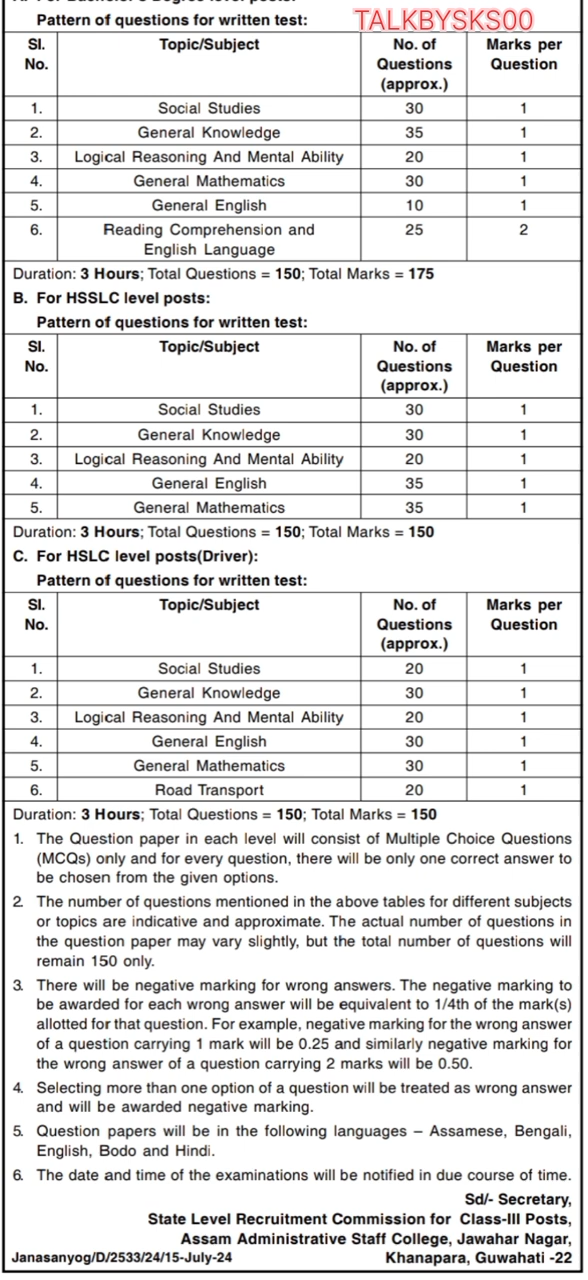 Pattern of questions for written test:
TALKBYSKS00
Sl. No. Topic/Subject No. of Questions (approx.) Marks per Question
1. Social Studies 30 1
2. General Knowledge 35 1
3. Logical Reasoning And Mental Ability 20 1
4. General Mathematics 30 1
5. General English 10 1
6. Reading Comprehension and English Language 25 2
Duration: 3 Hours; Total Questions = 150; Total Marks = 175
B. For HSSLC level posts:
Pattern of questions for written test:
Sl. No. Topic/Subject No. of Questions (approx.) Marks per Question
1. Social Studies 30 1
2. General Knowledge 30 1
3. Logical Reasoning And Mental Ability 20 1
4. General English 35 1
5. General Mathematics 35 1
Duration: 3 Hours; Total Questions = 150; Total Marks = 150
C. For HSLC level posts(Driver):
Pattern of questions for written test:
Sl. No. Topic/Subject No. of Questions (approx.) Marks per Question
1. Social Studies 20 1
2. General Knowledge 30 1
3. Logical Reasoning And Mental Ability 20 1
4. General English 30 1
5. General Mathematics 30 1
6. Road Transport 20 1
Duration: 3 Hours; Total Questions = 150; Total Marks = 150
1. The Question paper in each level will consist of Multiple Choice Questions
(MCQs) only and for every question, there will be only one correct answer to
be chosen from the given options.
2 The number of questions mentioned in the above tables for different subjects
or topics are indicative and approximate. The actual number of questions in
the question paper may vary slightly, but the total number of questions will
remain 150 only.
3. There will be negative marking for wrong answers. The negative marking to
be awarded for each wrong answer will be equivalent to 1/4th of the mark(s)
allotted for that question. For example, negative marking for the wrong answer
of a question carrying 1 mark will be 0.25 and similarly negative marking for
the wrong answer of a question carrying 2 marks will be 0.50.
4. Selecting more than one option of a question will be treated as wrong answer
and will be awarded negative marking.
5. Question papers will be in the following languages – Assamese, Bengali,
English, Bodo and Hindi.
6. The date and time of the examinations will be notified in due course of time.
Sd/- Secretary,
State Level Recruitment Commission for Class-III Posts,
Assam Administrative Staff College, Jawahar Nagar,
Janasanyog/D/2533/24/15-July-24 Khanapara, Guwahati -22